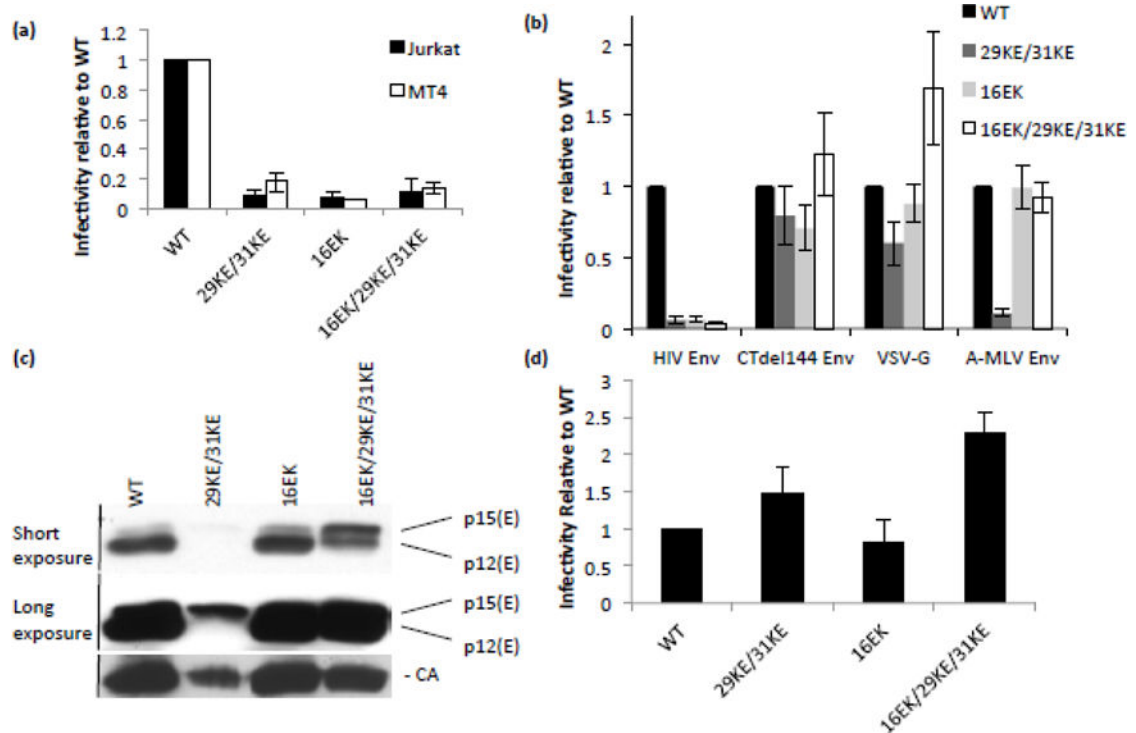 (a)
Infectivity relative to WT
1.2
1
0.8
0.6
0.4
0.2
0
Jurkat
MT4
WT
29KE/31KE
16EK
16EK/29KE/31KE
(b)
Infectivity relative to WT
2
1.5
1
0.5
0
WT
29KE/31KE
16EK
16EK/29KE/31KE
HIV Env
CTdel144 Env
VSV-G
A-MLV Env
(c)
WT
29KE/31KE
16EK
16EK/29KE/31KE
Short exposure
p15(E)
p12(E)
Long exposure
p15(E)
p12(E)
- CA
(d)
Infectivity Relative to WT
3
2.5
2
1.5
1
0.5
0
WT
29KE/31KE
16EK
16EK/29KE/31KE